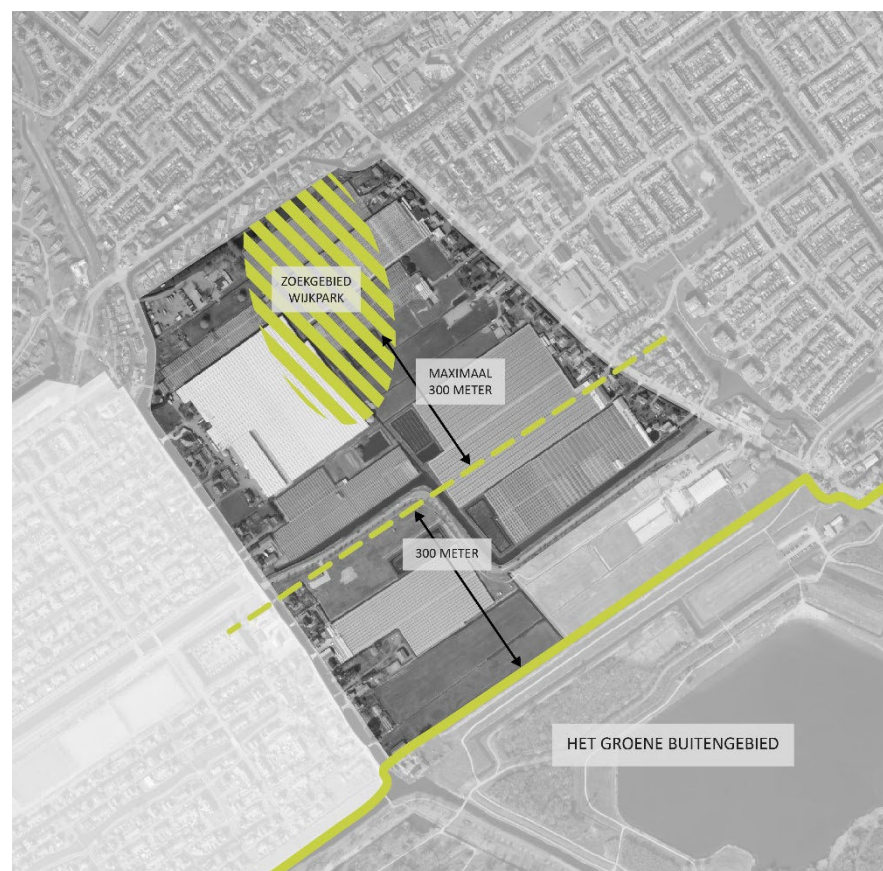 ZOEKGEBIED
WIJKPARK
MAXIMAAL
300 METER
300 METER
HET GROENE BUITENGEBIED